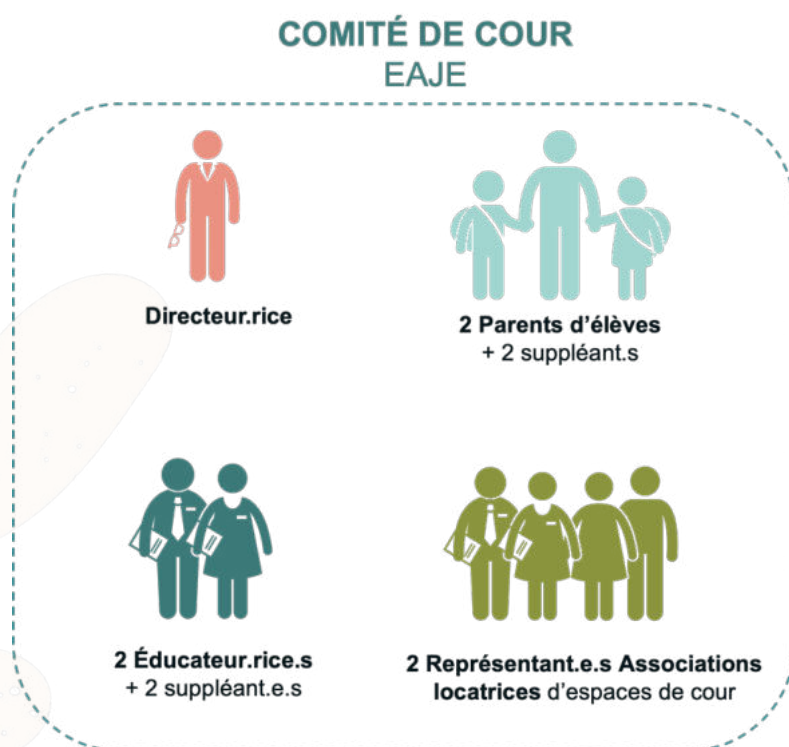 COMITÉ DE COUR
EAJE
Directeur.rice
2 Parents d'élèves
+ 2 suppléant.s
2 Éducateur.rice.s
+ 2 suppléant.e.s
2 Représentant.e.s Associations
locatrices d'espaces de cour